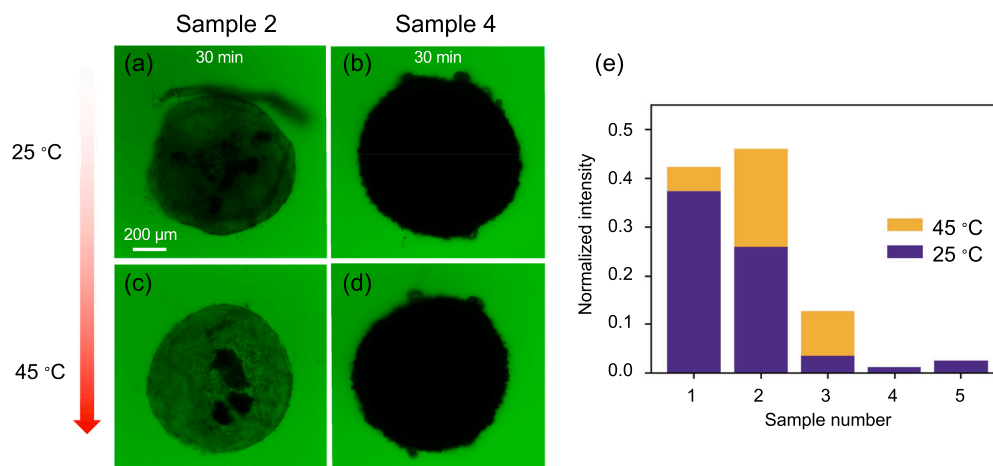 Sample 2
Sample 4
(a)
30 min
(b)
30 min
25 °C
200 µm
(c)
(d)
45 °C
(e)
Normalized intensity
0.5
0.4
0.3
0.2
0.1
0.0
45 °C
25 °C
1 2 3 4 5
Sample number